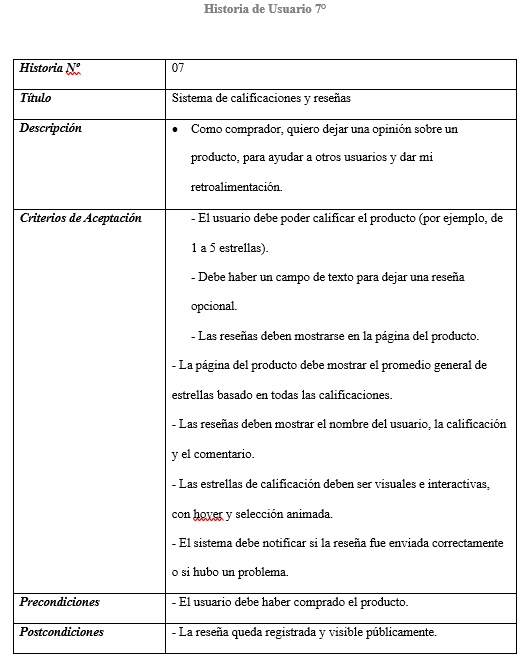 Historia de Usuario 7°
Historia Nº
07
Título
Sistema de calificaciones y reseñas
Descripción
• Como comprador, quiero dejar una opinión sobre un
producto, para ayudar a otros usuarios y dar mi
retroalimentación.
Criterios de Aceptación
- El usuario debe poder calificar el producto (por ejemplo, de
1 a 5 estrellas).
- Debe haber un campo de texto para dejar una reseña
opcional.
- Las reseñas deben mostrarse en la página del producto.
- La página del producto debe mostrar el promedio general de
estrellas basado en todas las calificaciones.
- Las reseñas deben mostrar el nombre del usuario, la calificación
y el comentario.
- Las estrellas de calificación deben ser visuales e interactivas,
con hover y selección animada.
- El sistema debe notificar si la reseña fue enviada correctamente
o si hubo un problema.
Precondiciones
- El usuario debe haber comprado el producto.
Postcondiciones
- La reseña queda registrada y visible públicamente.